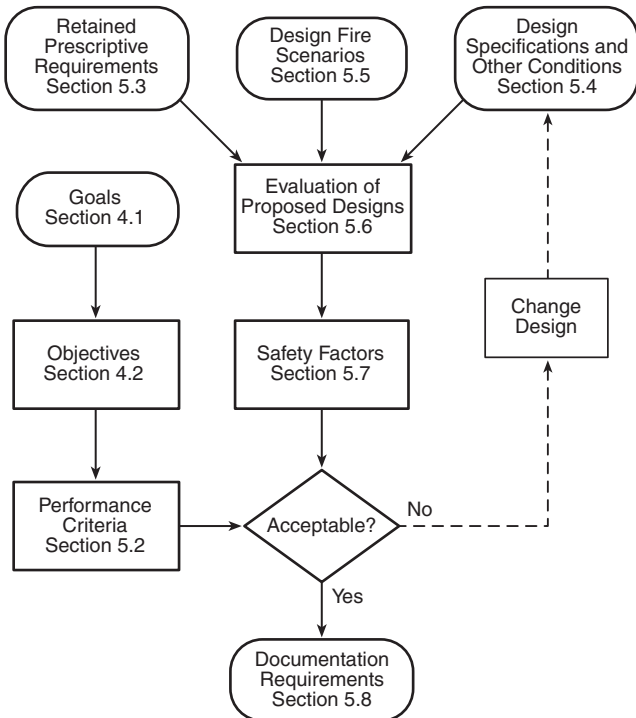 Retained
Prescriptive
Requirements
Section 5.3
Design Fire
Scenarios
Section 5.5
Design
Specifications and
Other Conditions
Section 5.4
Goals
Section 4.1
Evaluation of
Proposed Designs
Section 5.6
Change
Design
Objectives
Section 4.2
Safety Factors
Section 5.7
Performance
Criteria
Section 5.2
Acceptable?
No
Yes
Documentation
Requirements
Section 5.8